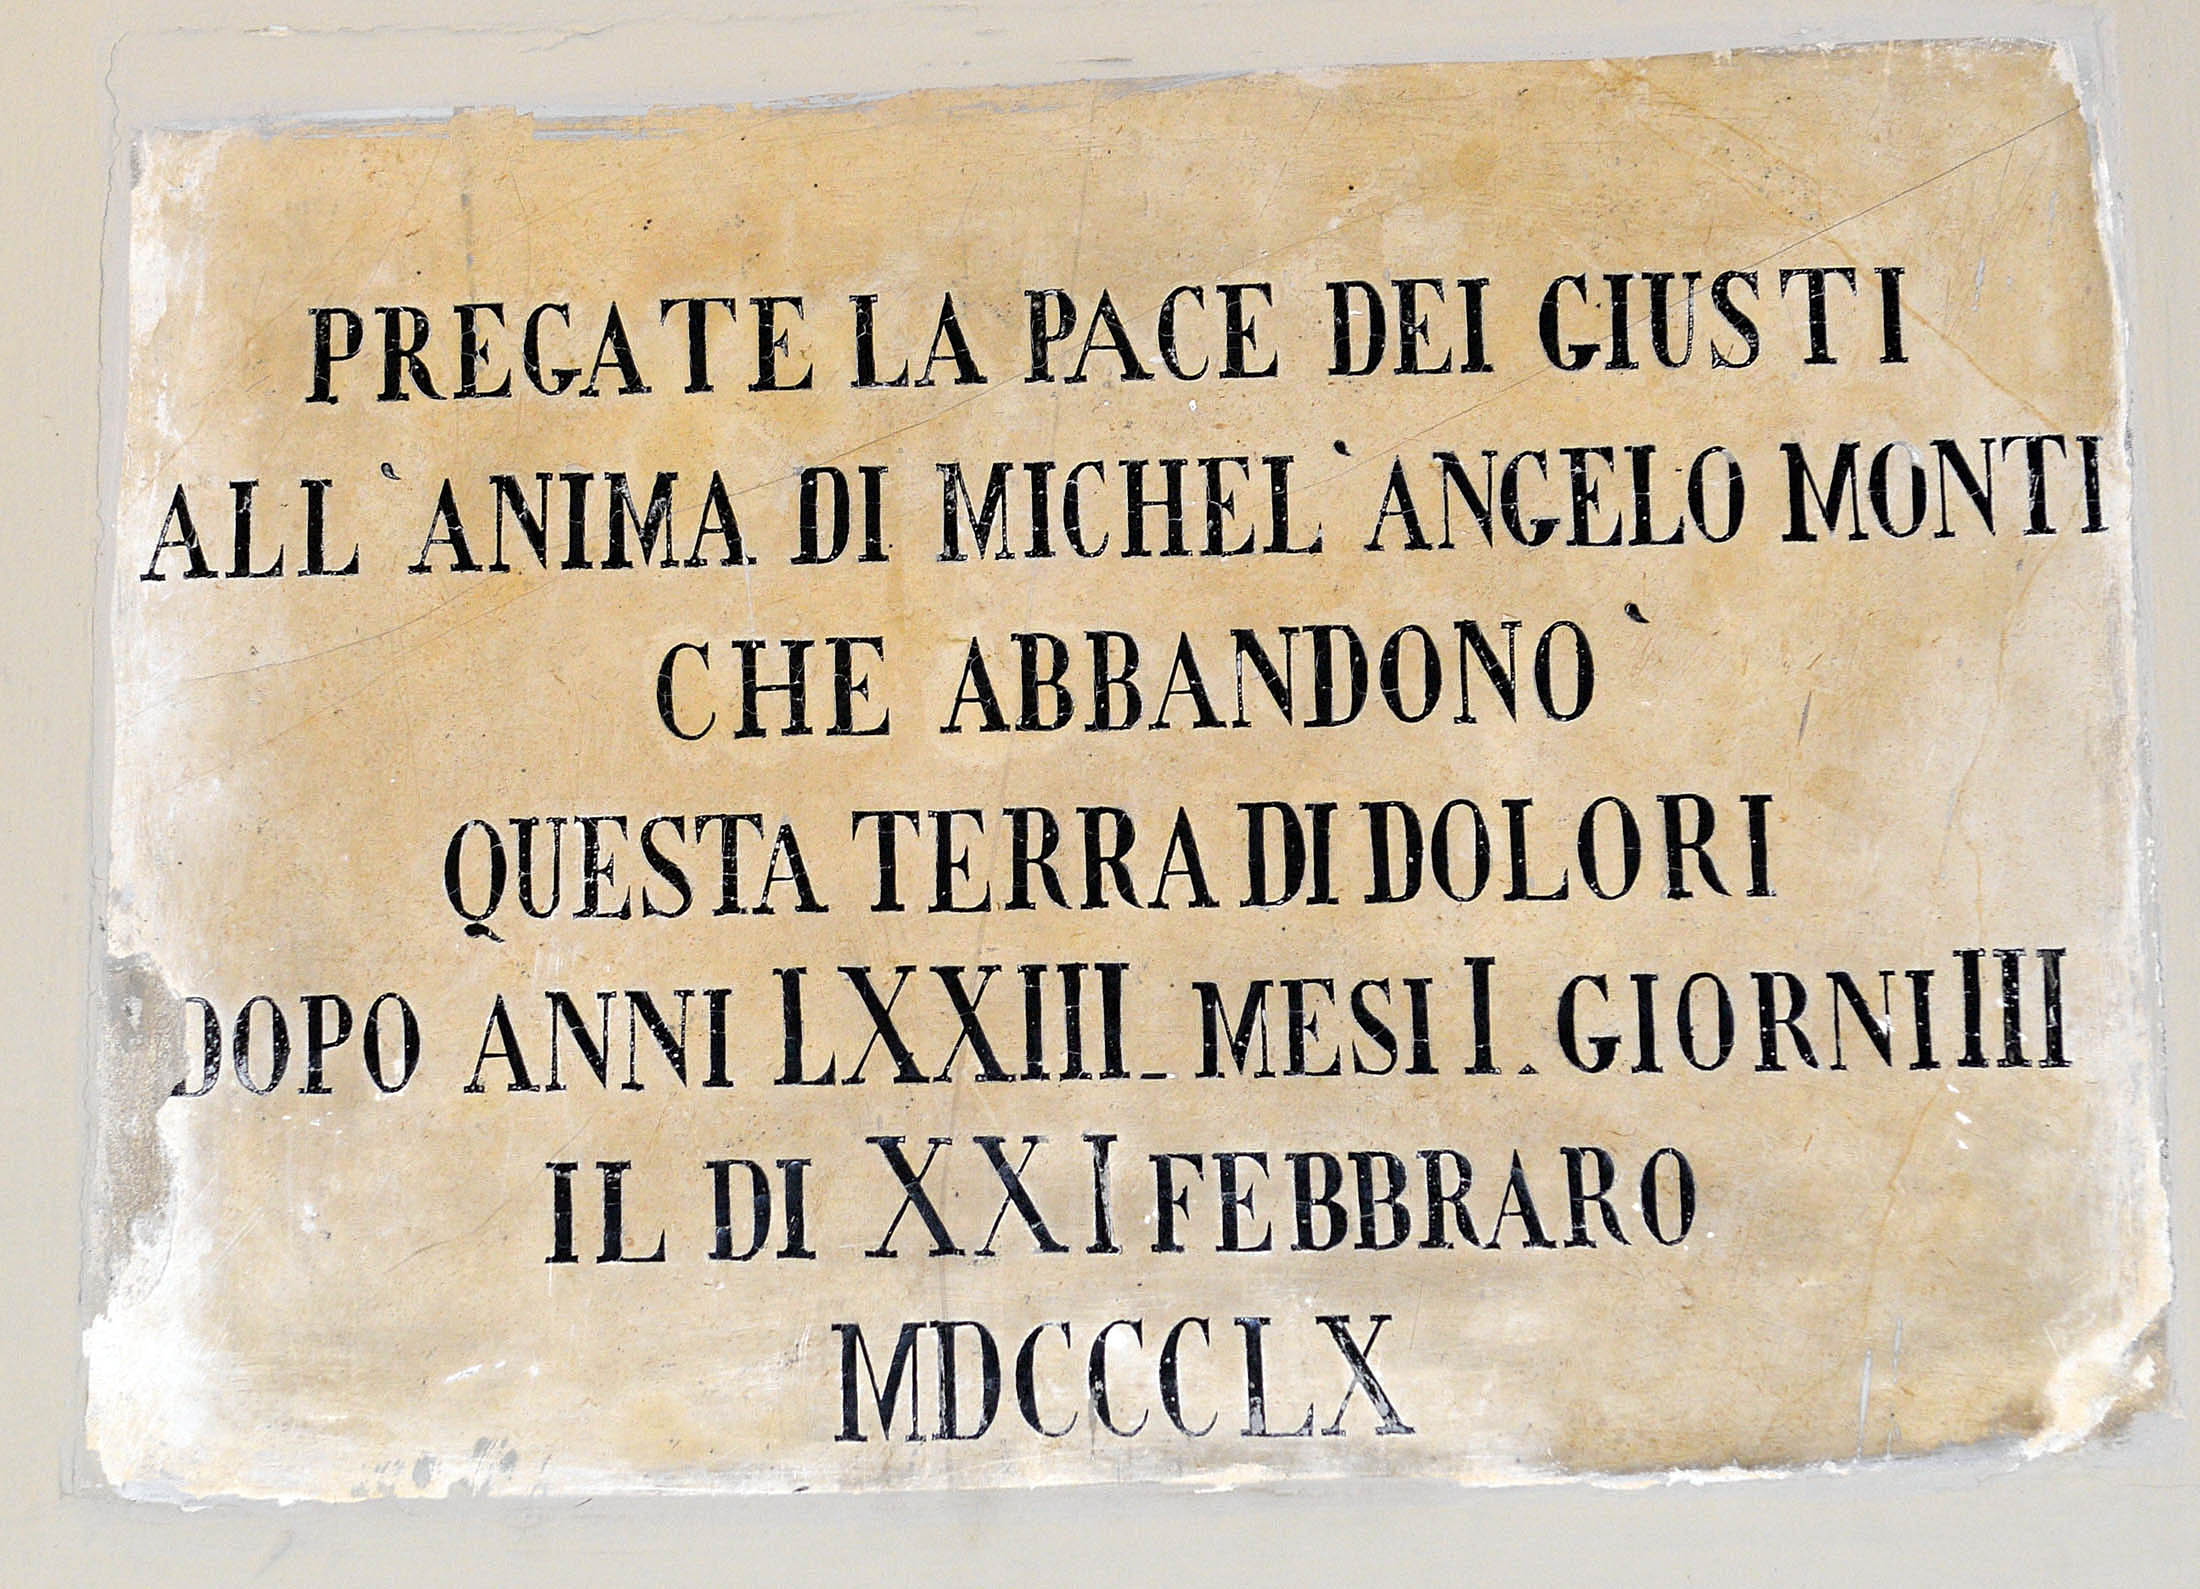 PREGATE LA PACE DEI GIUSTI
ALL'ANIMA DI MICHEL'ANGELO MONTI
CHE ABBANDONO`
QUESTA TERRA DI DOLORI
DOPO ANNI LXXIII_MESI I. GIORNI III
IL DI XXI FEBBRARO
MDCCCLX